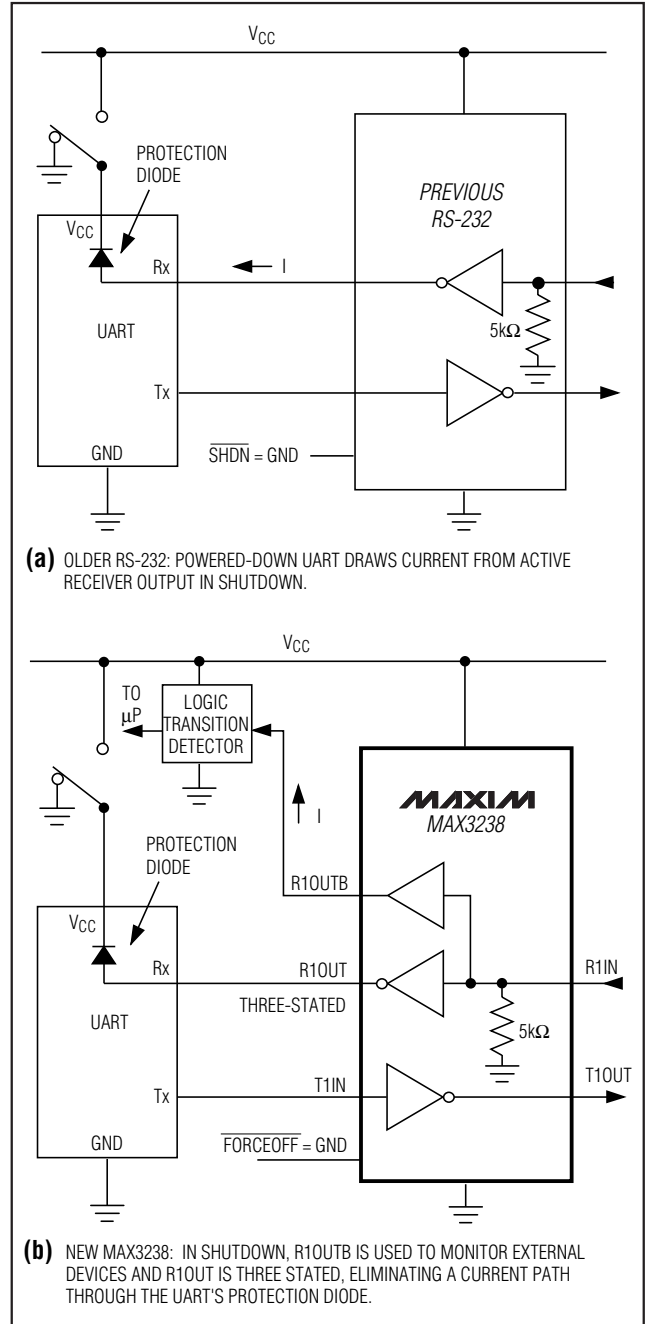 VCC
PROTECTION
DIODE
PREVIOUS
RS-232
VCC
Rx
I
UART
5kΩ
Tx
GND
SHDN = GND
(a) OLDER RS-232: POWERED-DOWN UART DRAWS CURRENT FROM ACTIVE
RECEIVER OUTPUT IN SHUTDOWN.
VCC
TO
μP
LOGIC
TRANSITION
DETECTOR
MAXIM
MAX3238
I
PROTECTION
DIODE
R1OUTB
VCC
Rx
R1OUT
R1IN
THREE-STATED
UART
5kΩ
Tx
T1IN
T1OUT
GND
FORCEOFF = GND
(b) NEW MAX3238: IN SHUTDOWN, R1OUTB IS USED TO MONITOR EXTERNAL
DEVICES AND R1OUT IS THREE STATED, ELIMINATING A CURRENT PATH
THROUGH THE UART'S PROTECTION DIODE.